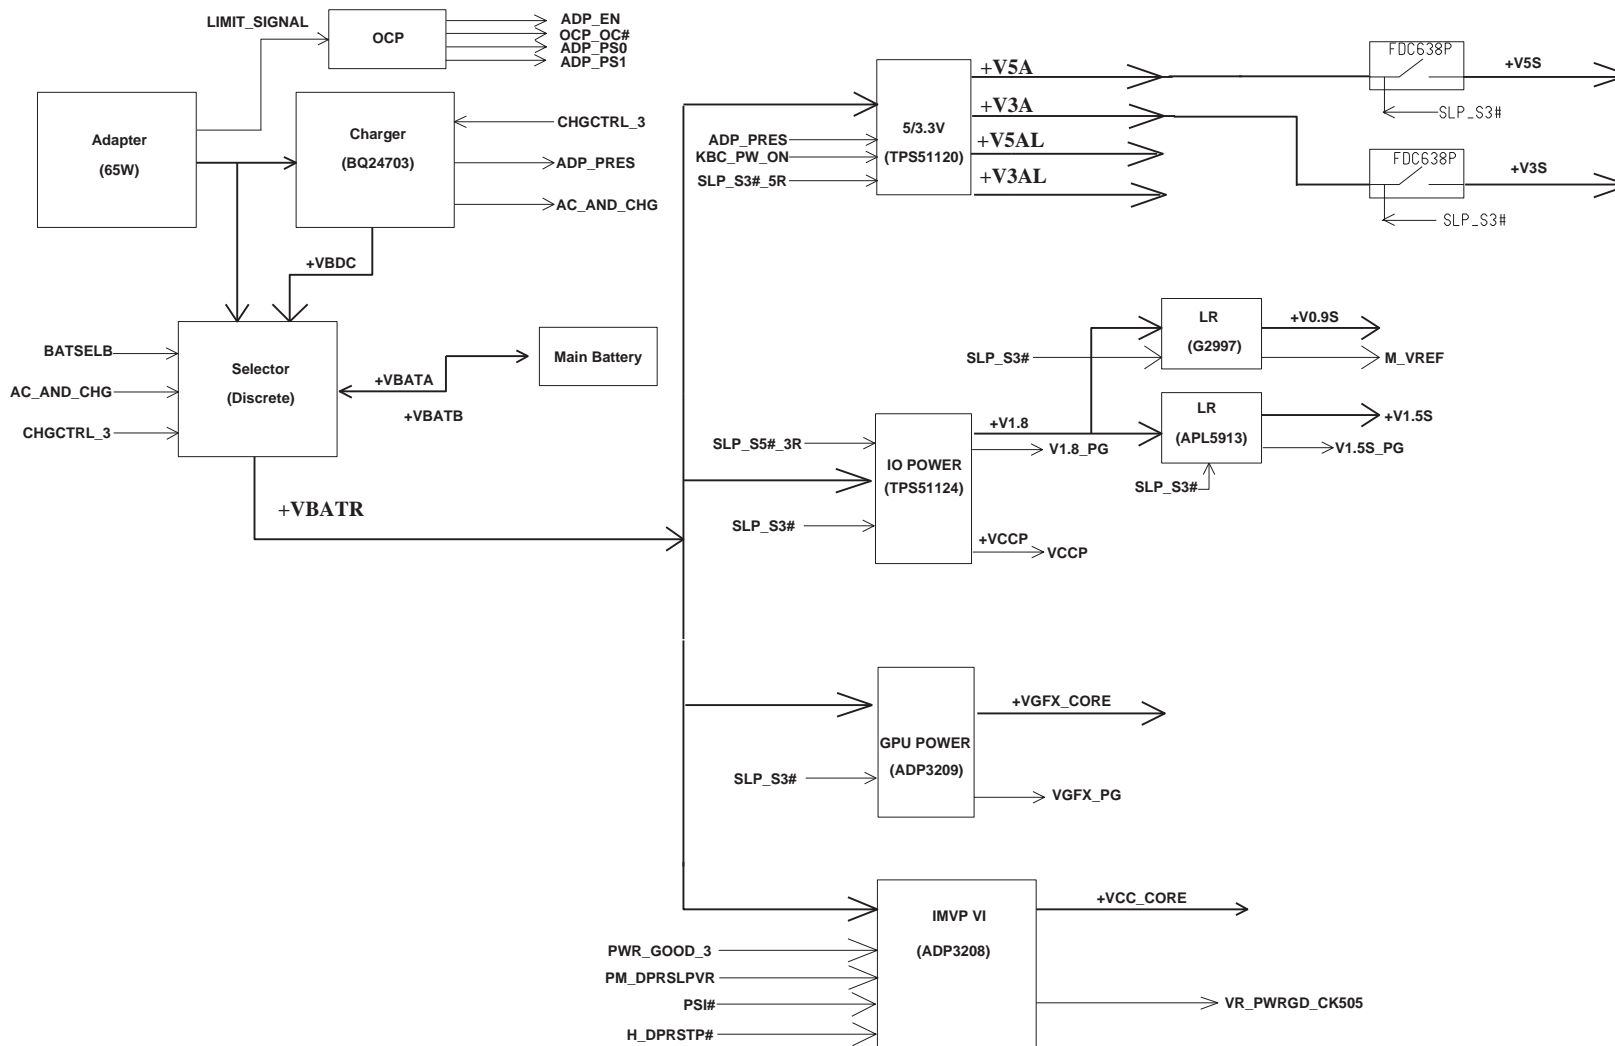 LIMIT_SIGNAL
OCP
ADP_EN
OCP_OC#
ADP_PS0
ADP_PS1
Adapter
(65W)
Charger
(BQ24703)
CHGCTRL_3
ADP_PRES
AC_AND_CHG
+VBDC
BATSELB
AC_AND_CHG
CHGCTRL_3
Selector
(Discrete)
+VBATA
+VBATB
Main Battery
+VBATR
ADP_PRES
KBC_PW_ON
SLP_S3#_5R
5/3.3V
(TPS51120)
+V5A
+V3A
+V5AL
+V3AL
FDC638P
+V5S
SLP_S3#
FDC638P
+V3S
SLP_S3#
SLP_S3#
LR
(G2997)
+V0.9S
M_VREF
SLP_S5#_3R
SLP_S3#
IO POWER
(TPS51124)
+V1.8
V1.8_PG
+VCCP
VCCP
LR
(APL5913)
+V1.5S
V1.5S_PG
SLP_S3#
SLP_S3#
GPU POWER
(ADP3209)
+VGFX_CORE
VGFX_PG
IMVP VI
(ADP3208)
PWR_GOOD_3
PM_DPRSLPVR
PSI#
H_DPRSTP#
+VCC_CORE
VR_PWRGD_CK505